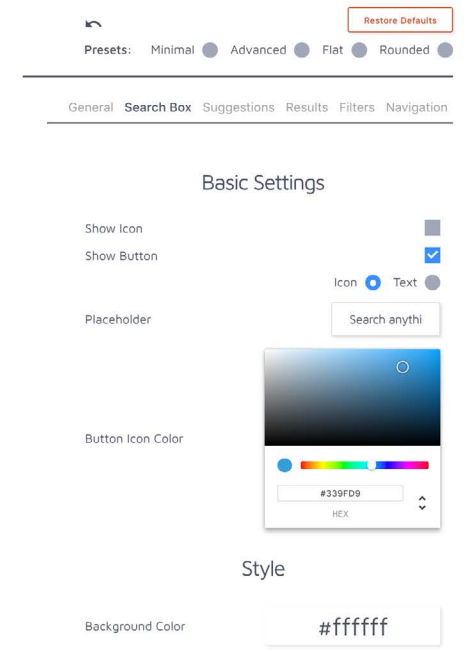 Restore Defaults
Presets: Minimal Advanced Flat Rounded
General Search Box Suggestions Results Filters Navigation
Basic Settings
Show Icon
Show Button
Icon Text
Placeholder Search anythi
Button Icon Color
#339FD9
HEX
Style
Background Color #ffffff